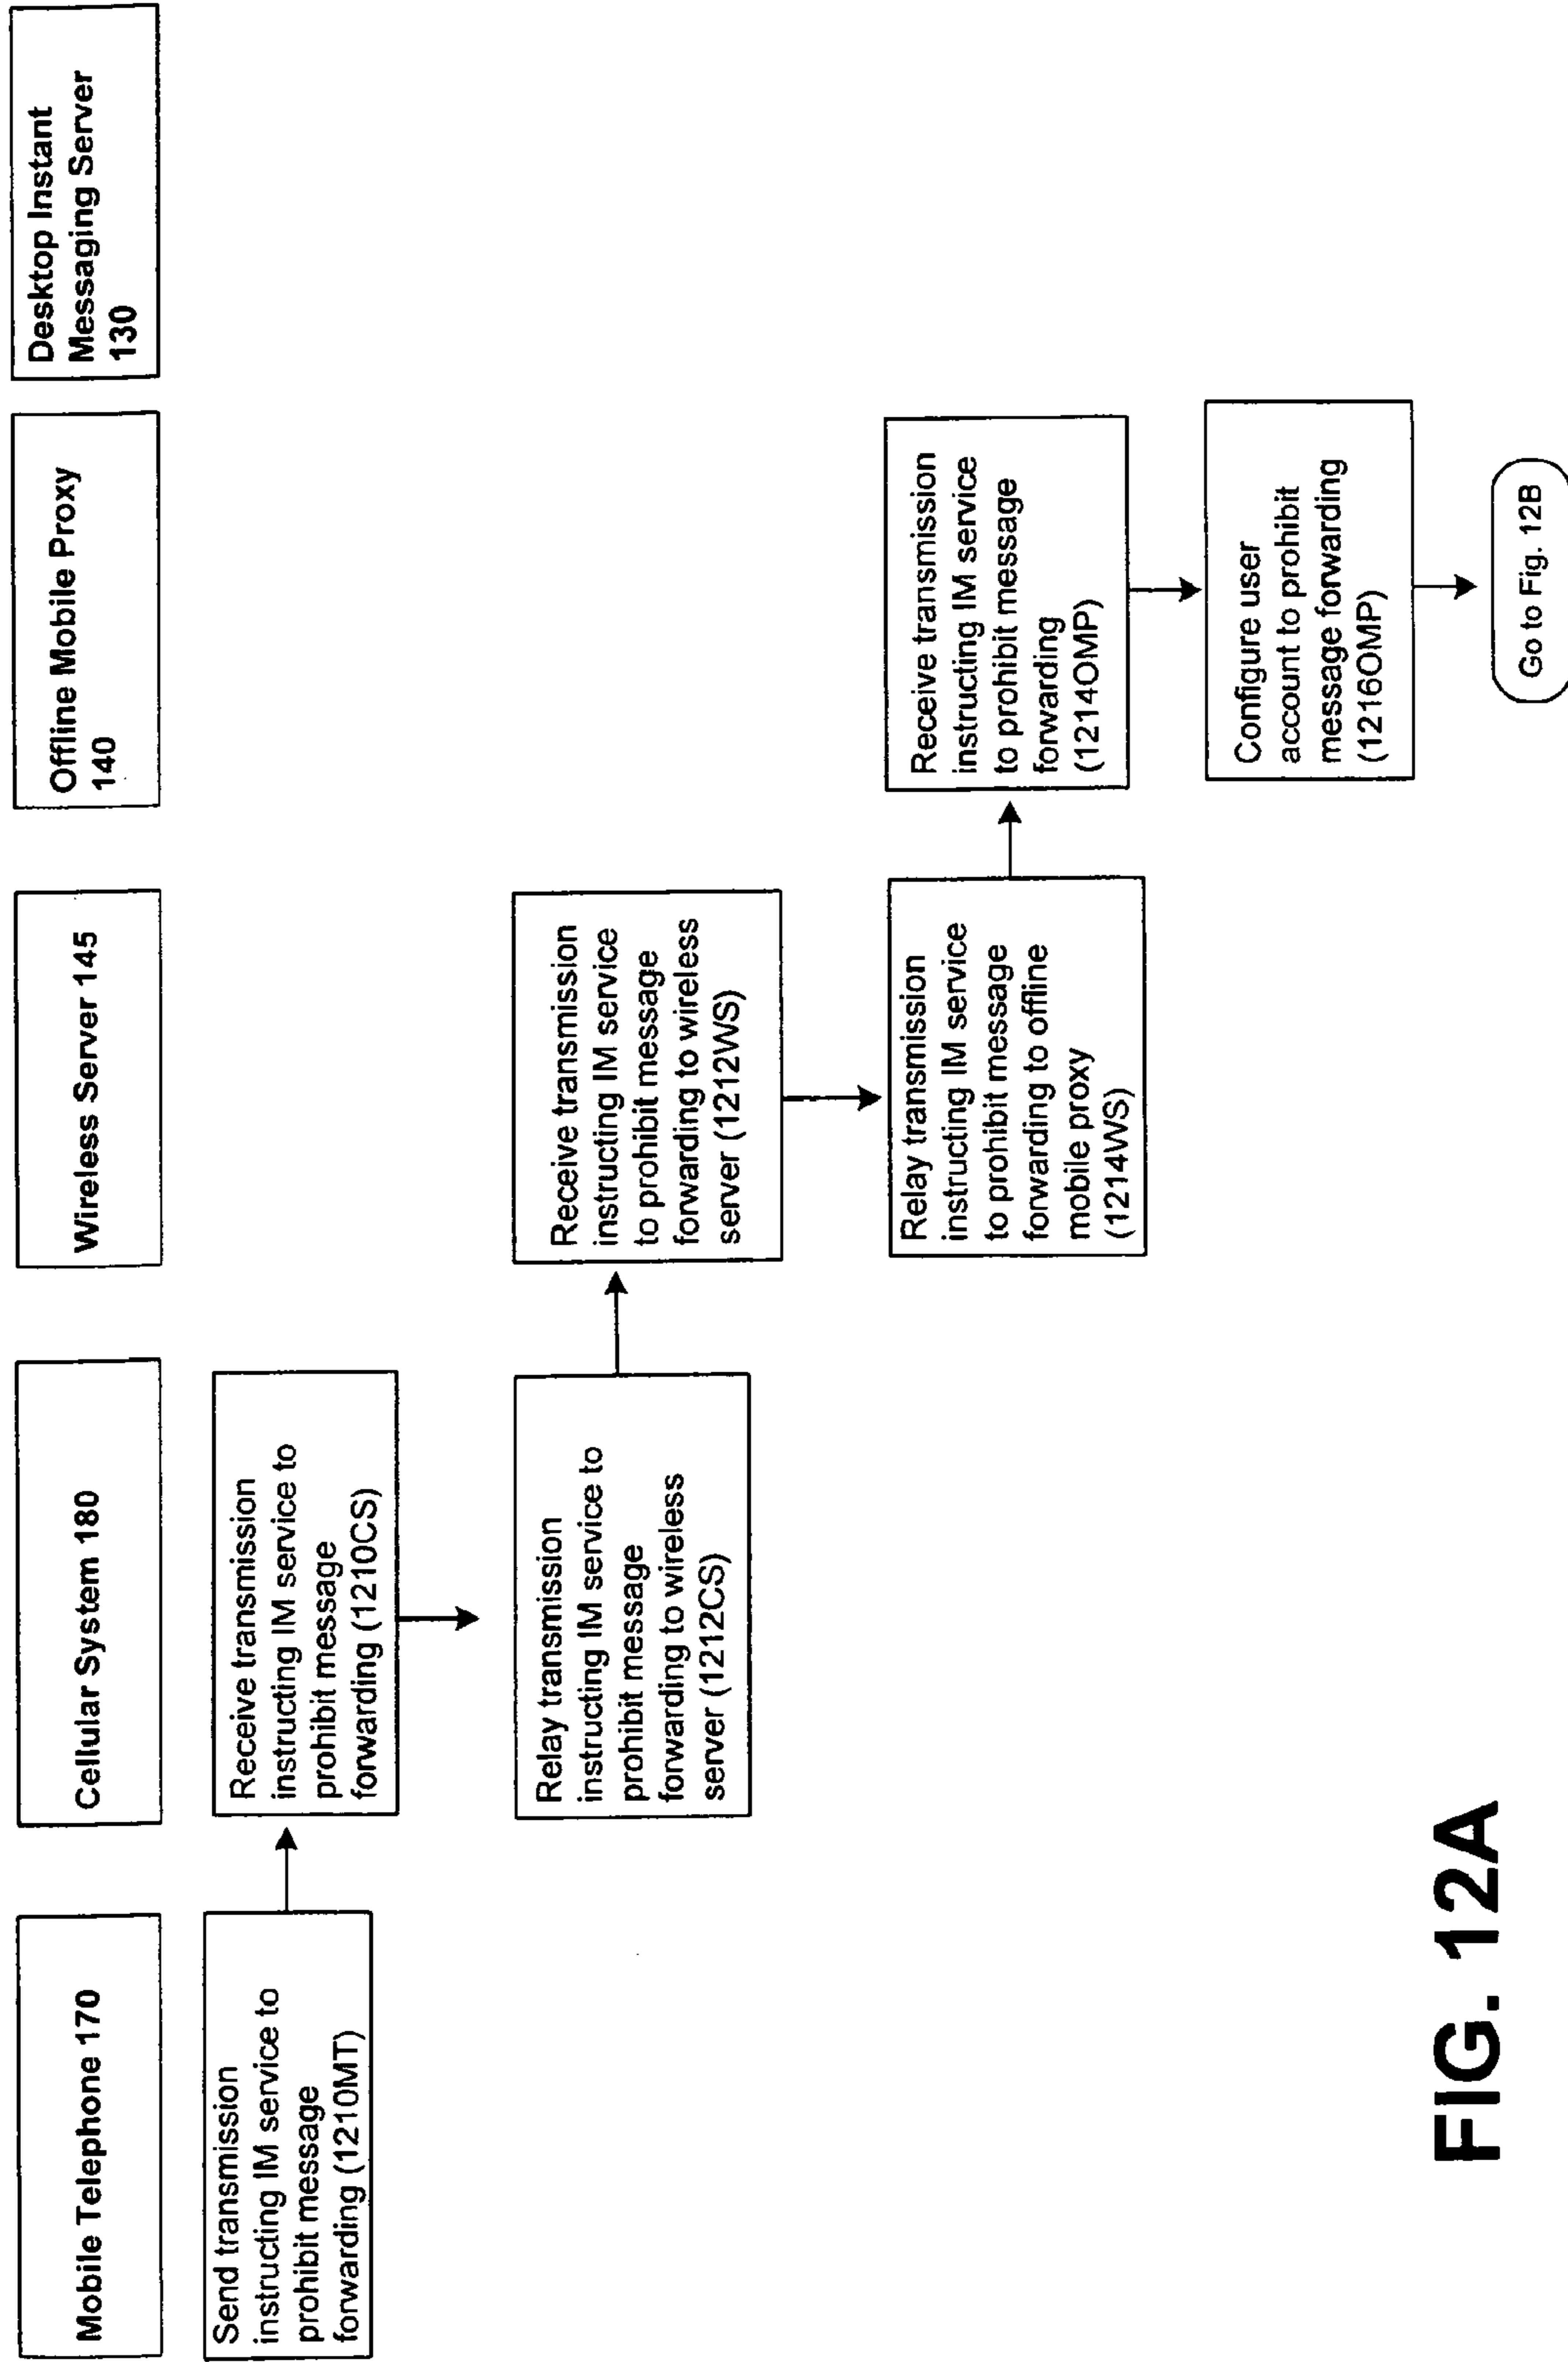 Mobile Telephone 170
Cellular System 180
Wireless Server 145
Offline Mobile Proxy
140
Desktop Instant
Messaging Server
130
Send transmission
instructing IM service to
prohibit message
forwarding (1210MT)
Receive transmission
instructing IM service to
prohibit message
forwarding (1210CS)
Relay transmission
instructing IM service to
prohibit message
forwarding to wireless
server (1212CS)
Receive transmission
instructing IM service
to prohibit message
forwarding to wireless
server (1212WS)
Relay transmission
instructing IM service
to prohibit message
forwarding to offline
mobile proxy
(1214WS)
Receive transmission
instructing IM service
to prohibit message
forwarding
(1214OMP)
Configure user
account to prohibit
message forwarding
(1216OMP)
Go to Fig. 12B
FIG. 12A